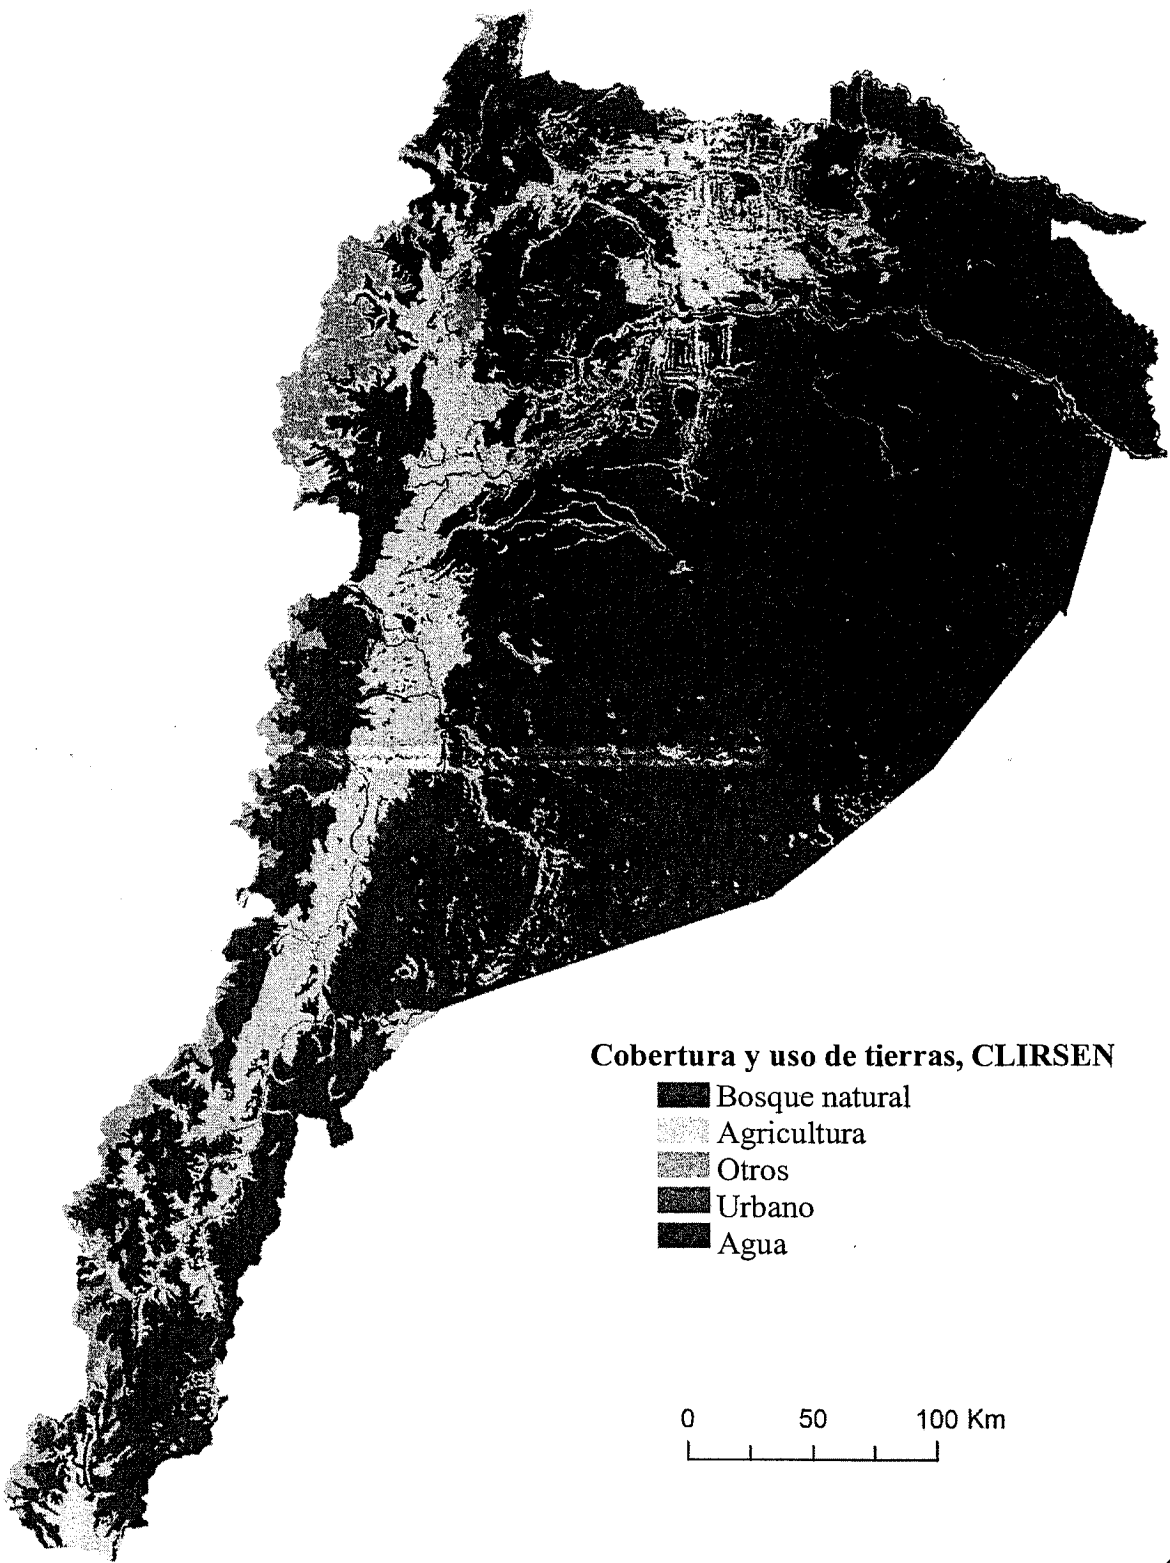 Cobertura y uso de tierras, CLIRSEN
Bosque natural
Agricultura
Otros
Urbano
Agua
0 50 100 Km